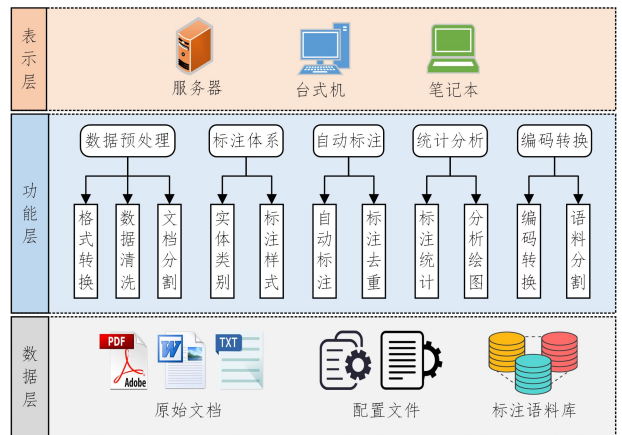 表示层
服务器
台式机
笔记本
功能层
数据预处理
标注体系
自动标注
统计分析
编码转换
格式转换
数据清洗
文档分割
实体类别
标注样式
自动标注
标注去重
标注统计
分析绘图
编码转换
语料分割
数据层
PDF
Adobe
W
TXT
原始文档
配置文件
标注语料库